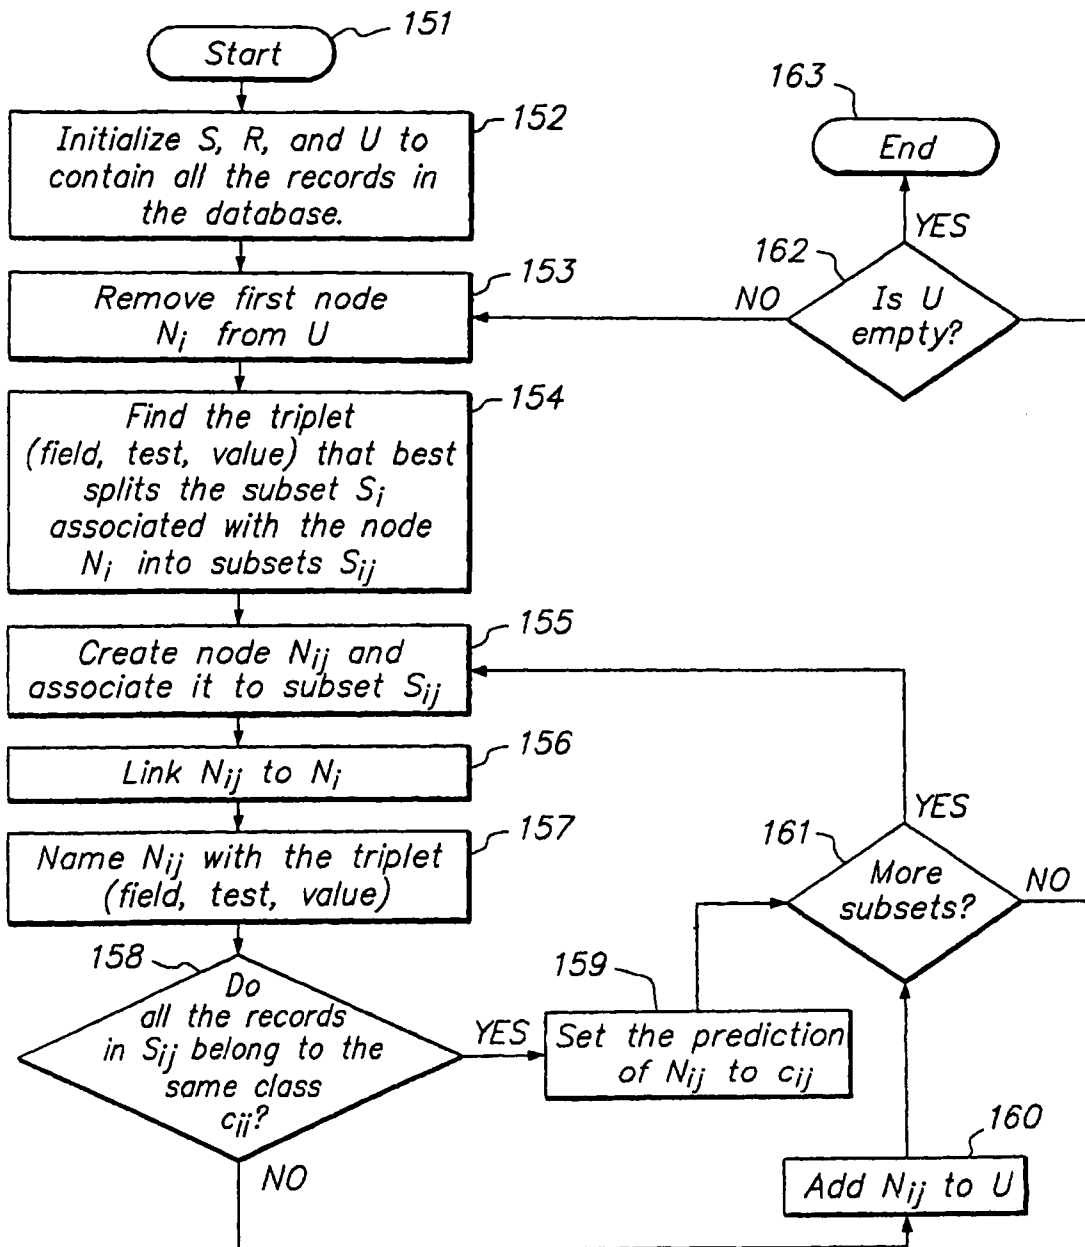 Start
151
Initialize S, R, and U to
contain all the records in
the database.
152
Remove first node
Ni from U
153
Find the triplet
(field, test, value) that best
splits the subset Si
associated with the node
Ni into subsets Sij
154
Create node Nij and
associate it to subset Sij
155
Link Nij to Ni
156
Name Nij with the triplet
(field, test, value)
157
158
Do
all the records
in Sij belong to the
same class
cii?
YES
NO
159
Set the prediction
of Nij to cij
160
Add Nij to U
161
More
subsets?
YES
NO
162
Is U
empty?
NO
YES
163
End